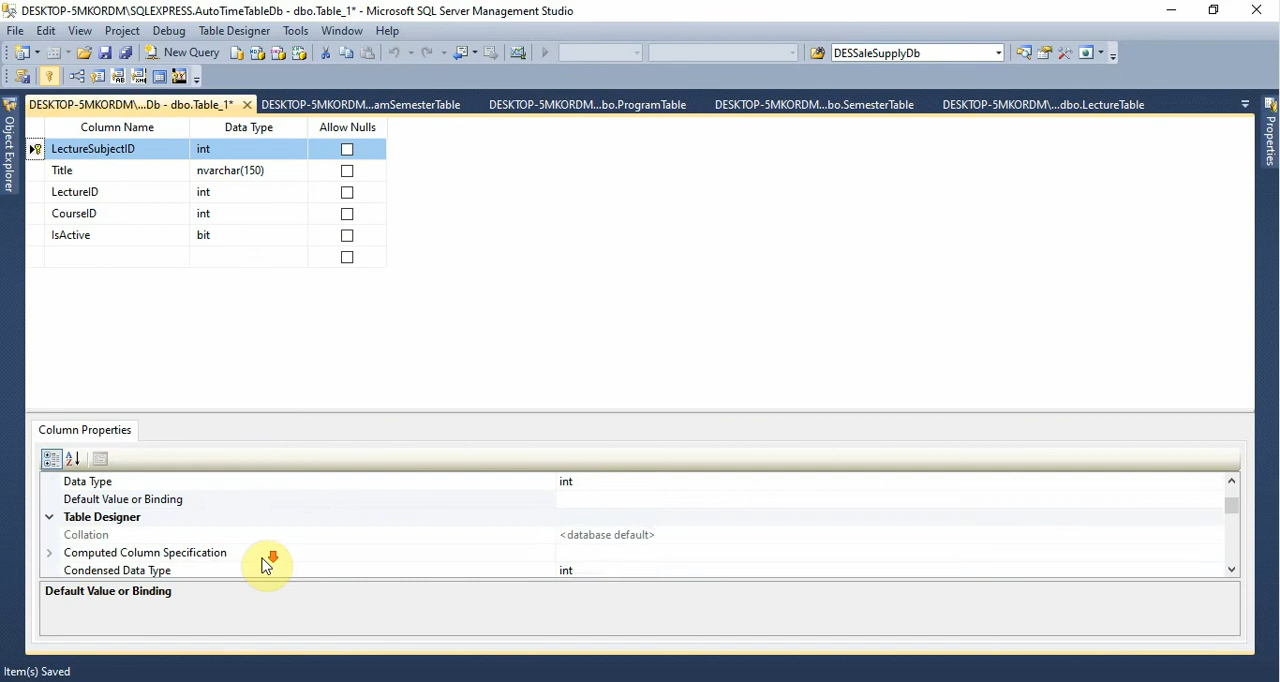 DESKTOP-5MKORDM\SQLEXPRESS.AutoTimeTableDb - dbo.Table_1* - Microsoft SQL Server Management Studio
File Edit View Project Debug Table Designer Tools Window Help
New Query DESSaleSupplyDb
DESKTOP-5MKORDM\...Db - dbo.Table_1* DESKTOP-5MKORDM...amSemesterTable DESKTOP-5MKORDM...bo.ProgramTable DESKTOP-5MKORDM...bo.SemesterTable DESKTOP-5MKORDM\...dbo.LectureTable
Object Explorer
Properties
Column Name Data Type Allow Nulls
LectureSubjectID int
Title nvarchar(150)
LectureID int
CourseID int
IsActive bit
Column Properties
Data Type int
Default Value or Binding
Table Designer
Collation <database default>
Computed Column Specification
Condensed Data Type int
Default Value or Binding
Item(s) Saved